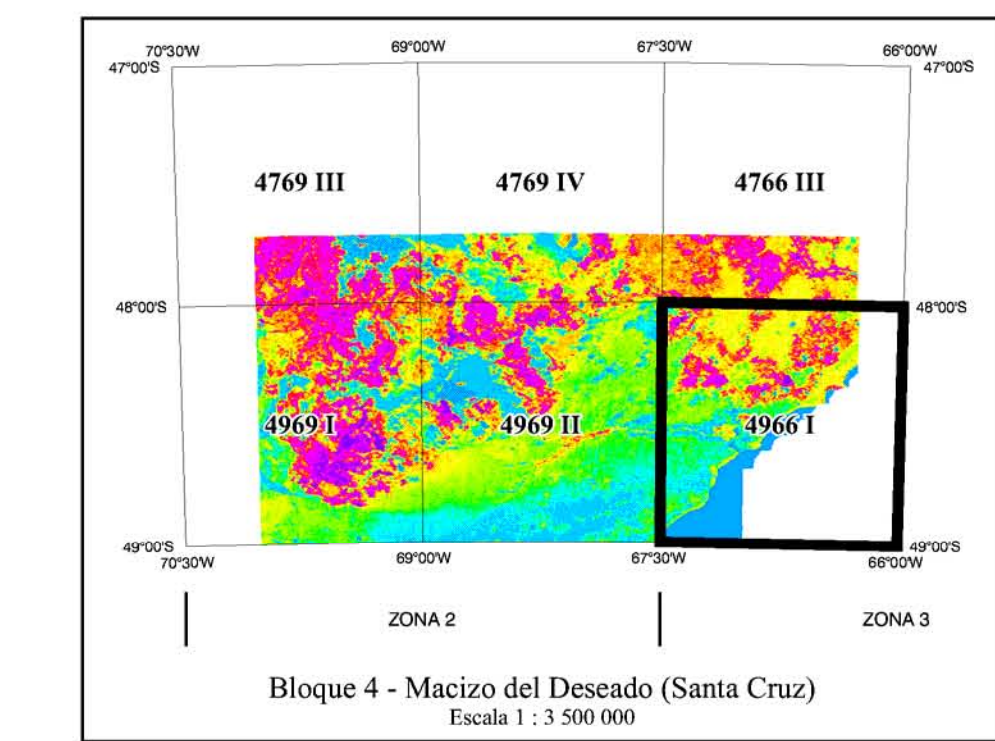 70°30'W 69°00'W 67°30'W 66°00'W
47°00'S 47°00'S
4769 III 4769 IV 4766 III
48°00'S 48°00'S
4969 I 4969 II 4966 I
49°00'S 49°00'S
70°30'W 69°00'W 67°30'W 66°00'W
ZONA 2 ZONA 3
Bloque 4 - Macizo del Deseado (Santa Cruz)
Escala 1 : 3 500 000